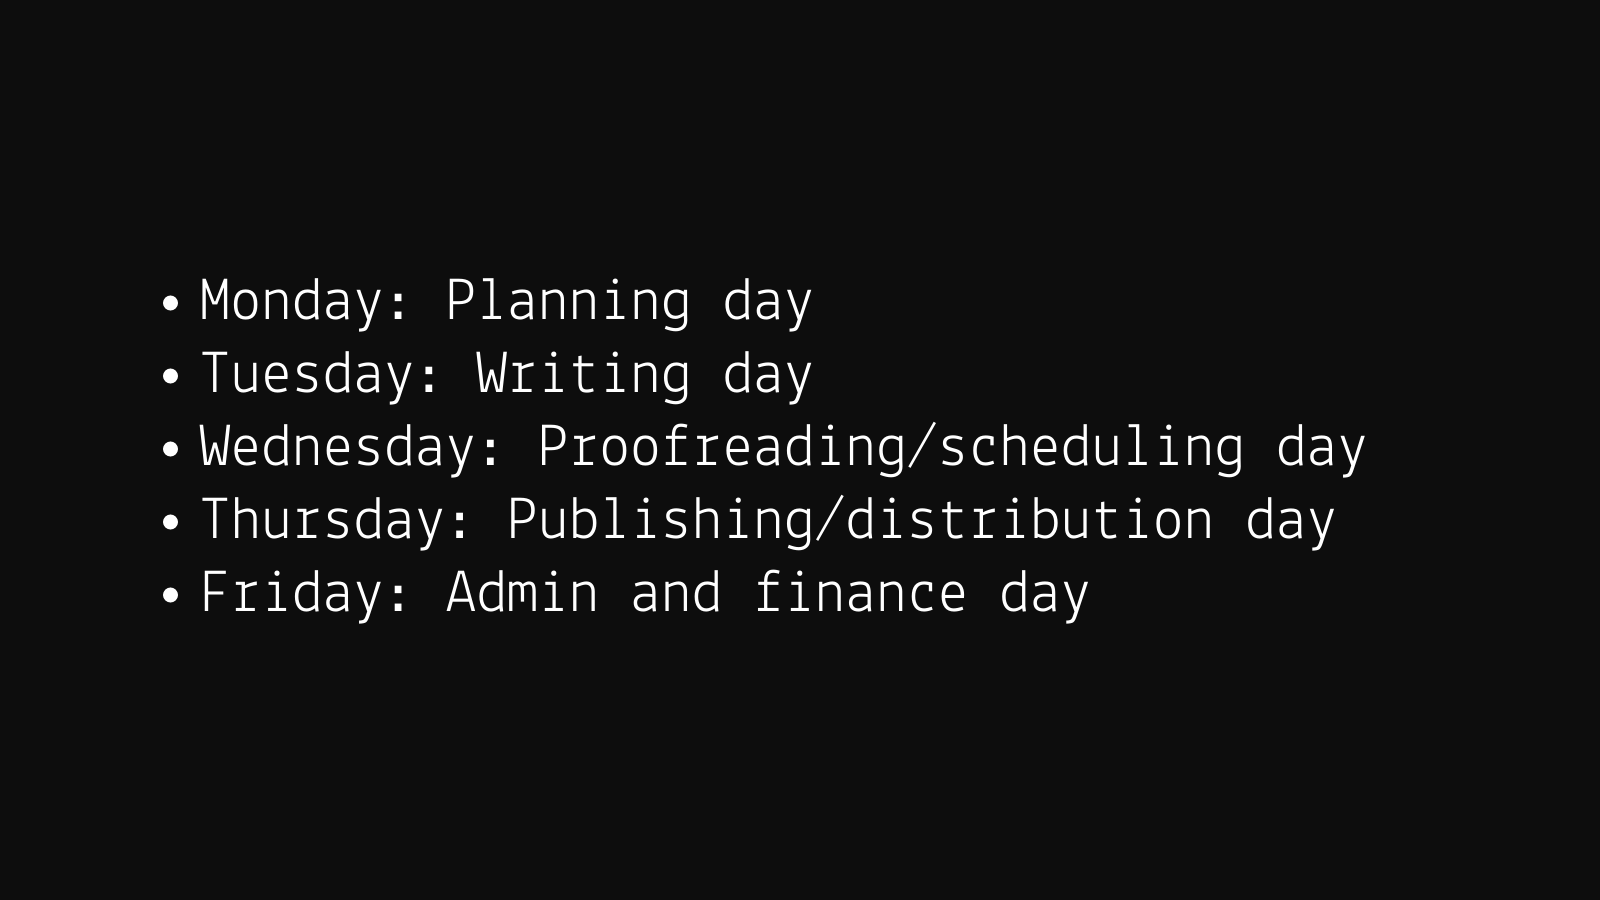 • Monday: Planning day
• Tuesday: Writing day
• Wednesday: Proofreading/scheduling day
• Thursday: Publishing/distribution day
• Friday: Admin and finance day